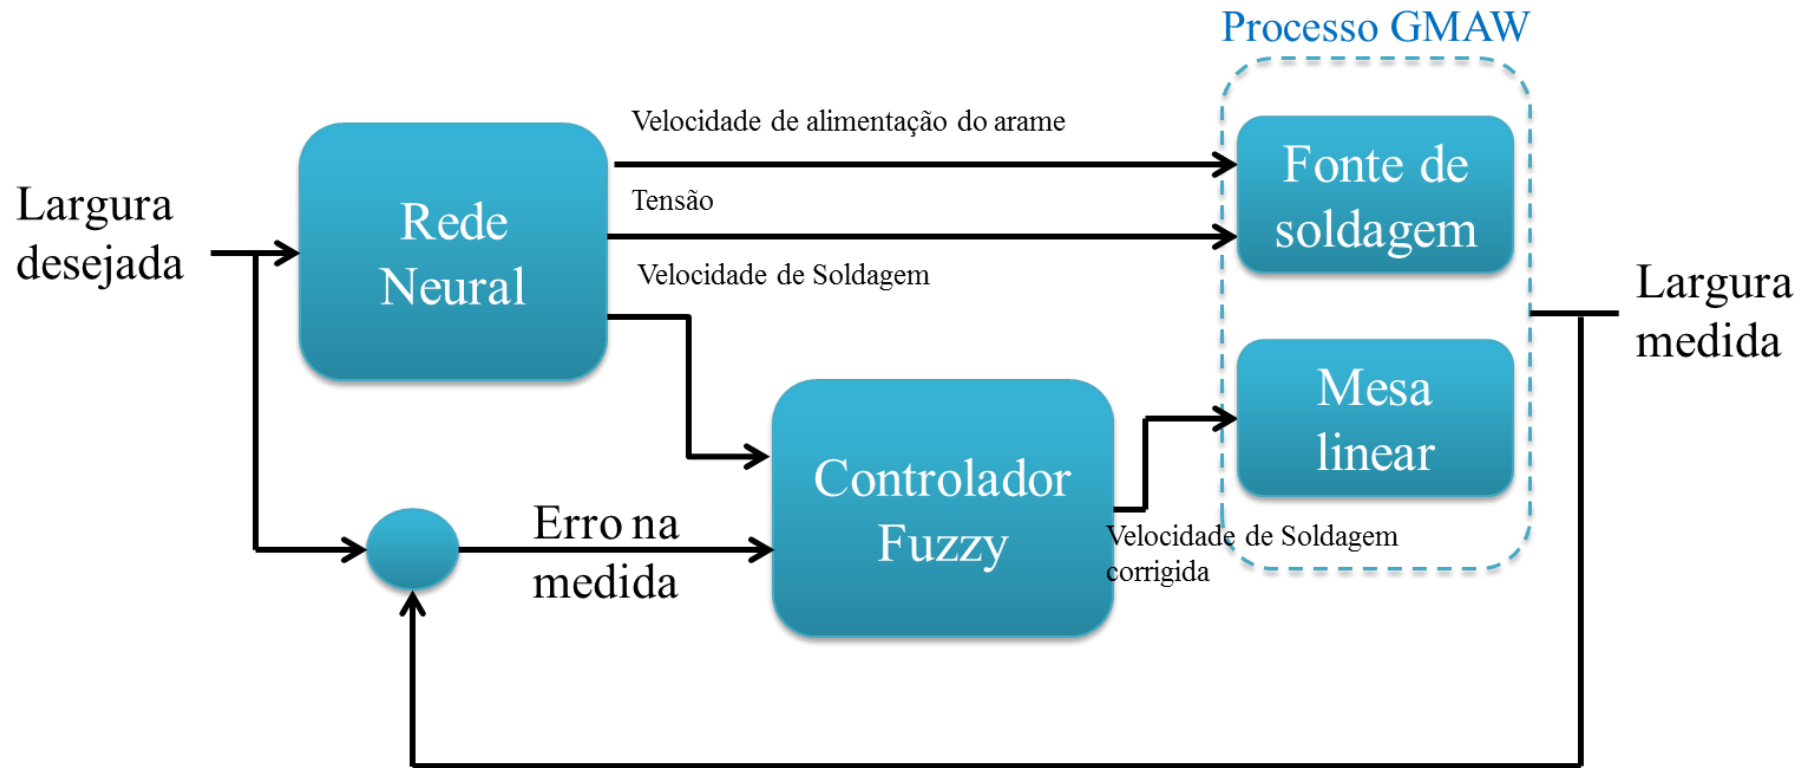 Processo GMAW
Velocidade de alimentação do arame
Fonte de
soldagem
Largura
desejada
Rede
Neural
Tensão
Velocidade de Soldagem
Largura
medida
Mesa
linear
Controlador
Fuzzy
Erro na
medida
Velocidade de Soldagem
corrigida